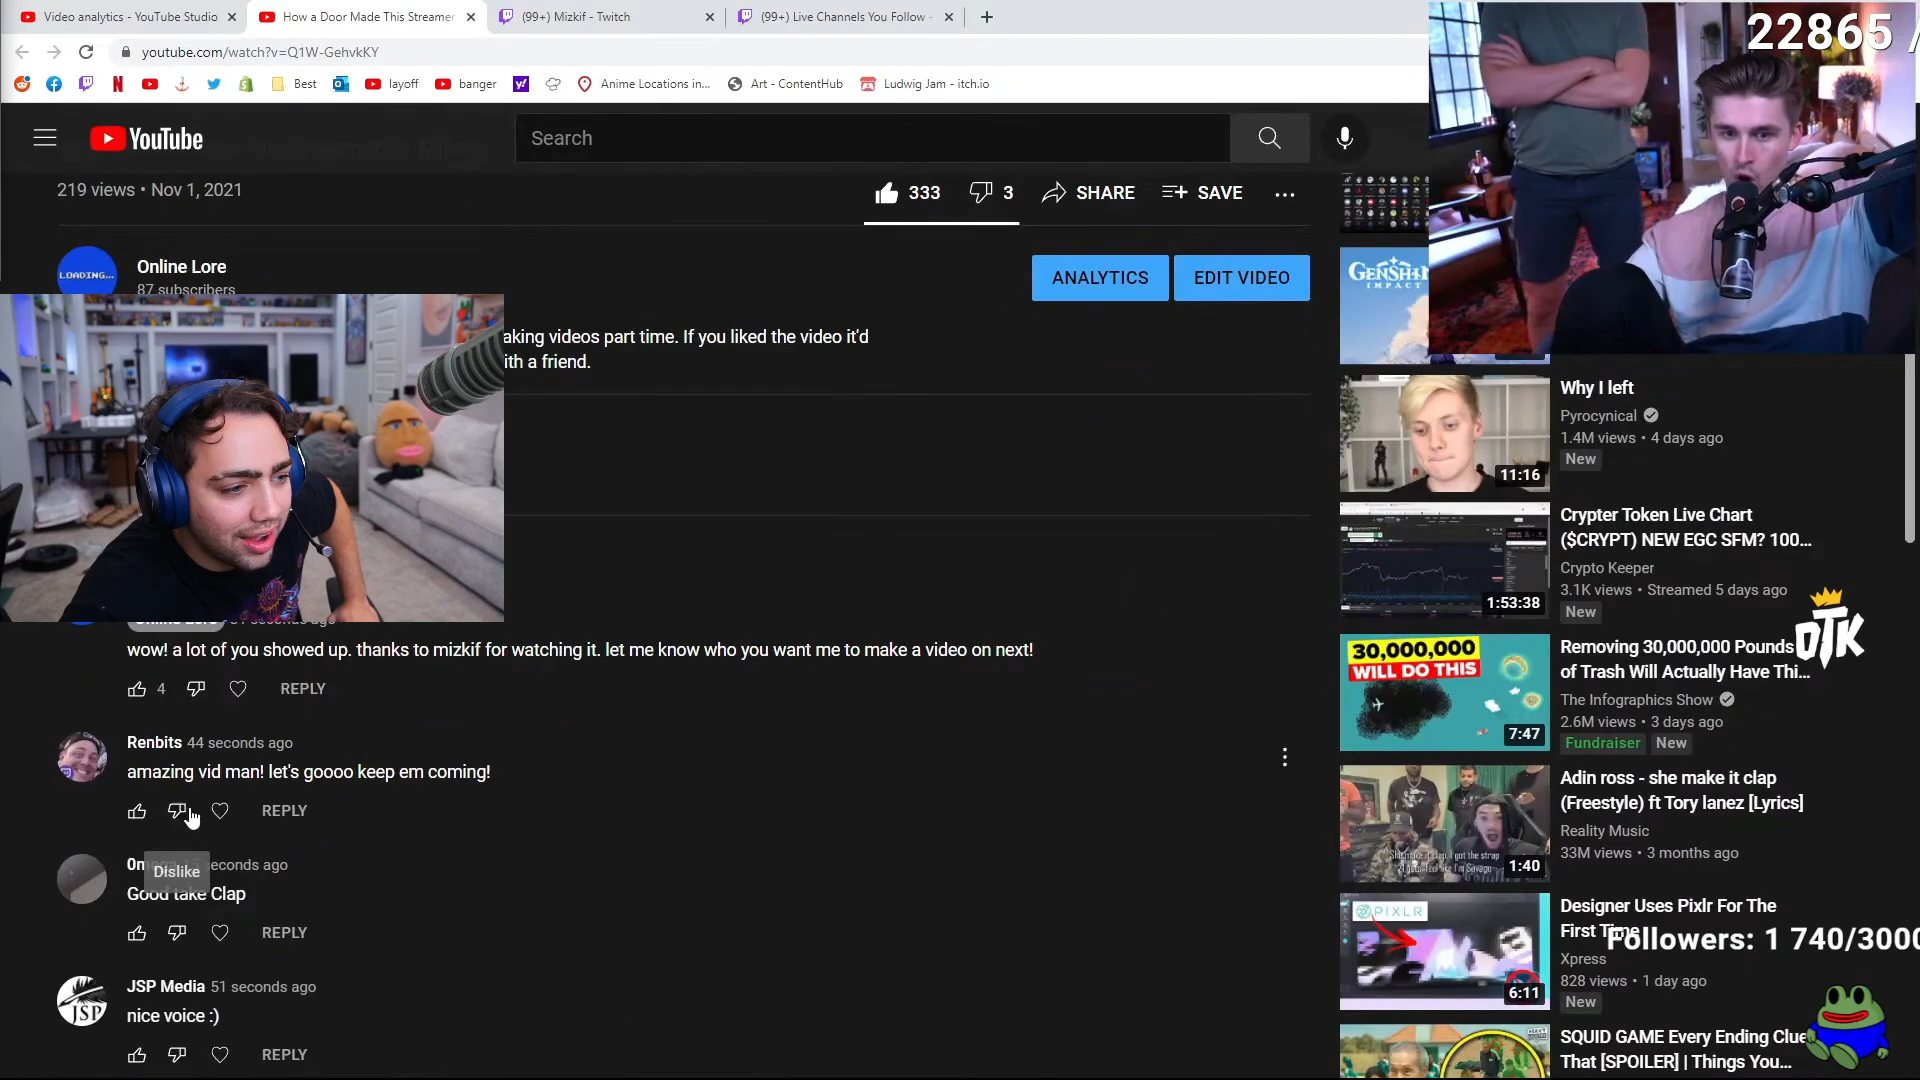 Video analytics - YouTube Studio
How a Door Made This Streamer
(99+) Mizkif - Twitch
(99+) Live Channels You Follow -
youtube.com/watch?v=Q1W-GehvkKY
Best
layoff
banger
Anime Locations in...
Art - ContentHub
Ludwig Jam - itch.io
22865 /
YouTube
Search
219 views • Nov 1, 2021
333
3
SHARE
SAVE
LOADING...
Online Lore
87 subscribers
ANALYTICS
EDIT VIDEO
aking videos part time. If you liked the video it'd
ith a friend.
wow! a lot of you showed up. thanks to mizkif for watching it. let me know who you want me to make a video on next!
4
REPLY
Renbits 44 seconds ago
amazing vid man! let's goooo keep em coming!
REPLY
Dislike
seconds ago
Good take Clap
REPLY
JSP
JSP Media 51 seconds ago
nice voice :)
REPLY
GENSHIN
IMPACT
Why I left
Pyrocynical
1.4M views • 4 days ago
New
11:16
Crypter Token Live Chart
($CRYPT) NEW EGC SFM? 100...
Crypto Keeper
3.1K views • Streamed 5 days ago
New
1:53:38
OTK
30,000,000
WILL DO THIS
7:47
Removing 30,000,000 Pounds
of Trash Will Actually Have Thi...
The Infographics Show
2.6M views • 3 days ago
Fundraiser
New
Adin ross - she make it clap
(Freestyle) ft Tory lanez [Lyrics]
Reality Music
33M views • 3 months ago
1:40
PIXLR
6:11
Designer Uses Pixlr For The
First Time
Followers: 1 740/3000
Xpress
828 views • 1 day ago
New
SQUID GAME Every Ending Clue
That [SPOILER] | Things You...